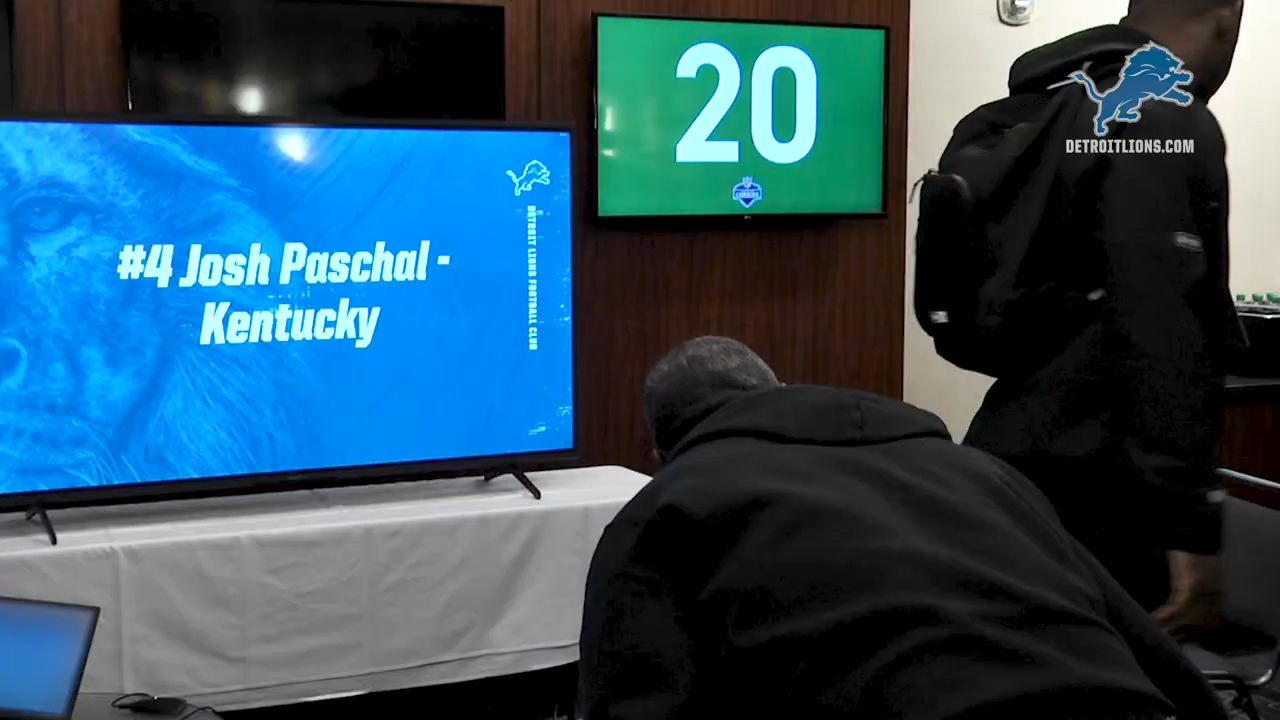 #4 Josh Paschal -
Kentucky
DETROIT LIONS FOOTBALL CLUB
20
DETROITLIONS.COM